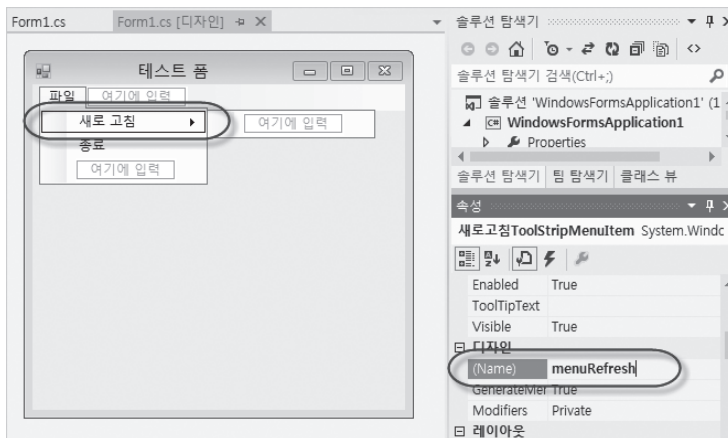 Form1.cs
Form1.cs [디자인]
테스트 폼
파일 여기에 입력
새로 고침 여기에 입력
종료
여기에 입력
솔루션 탐색기
솔루션 탐색기 검색(Ctrl+;)
솔루션 'WindowsFormsApplication1' (1
C# WindowsFormsApplication1
Properties
솔루션 탐색기 팀 탐색기 클래스 뷰
속성
새로고침ToolStripMenuItem System.Windc
Enabled True
ToolTipText
Visible True
디자인
(Name) menuRefresh
GenerateMer True
Modifiers Private
레이아웃